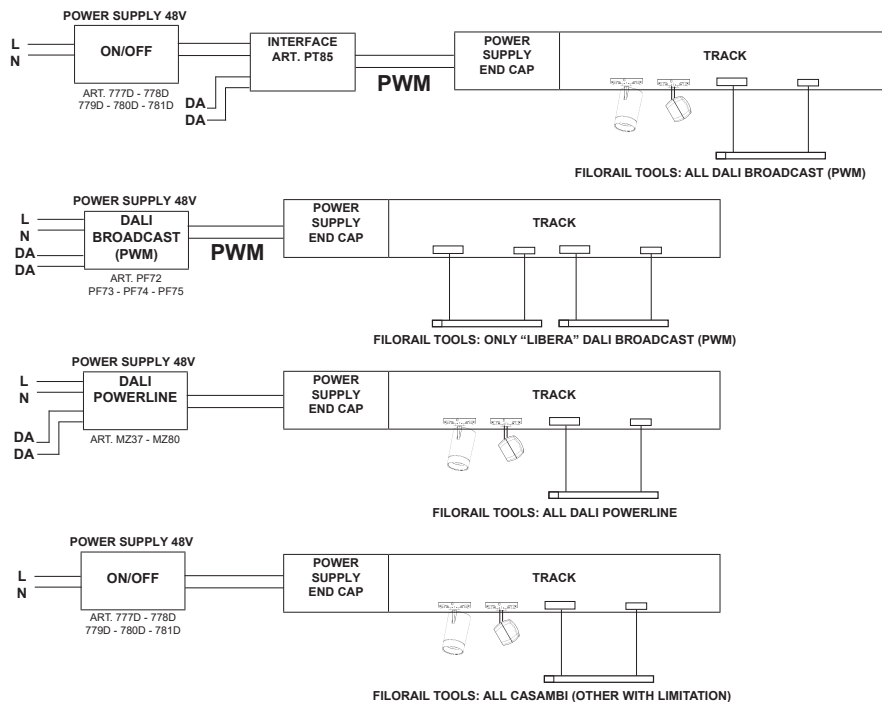 POWER SUPPLY 48V
L
N
ON/OFF
ART. 777D - 778D
779D - 780D - 781D
DA
DA
INTERFACE
ART. PT85
PWM
POWER
SUPPLY
END CAP
TRACK
FILORAIL TOOLS: ALL DALI BROADCAST (PWM)
POWER SUPPLY 48V
L
N
DA
DA
DALI
BROADCAST
(PWM)
ART. PF72
PF73 - PF74 - PF75
PWM
POWER
SUPPLY
END CAP
TRACK
FILORAIL TOOLS: ONLY “LIBERA” DALI BROADCAST (PWM)
POWER SUPPLY 48V
L
N
DA
DA
DALI
POWERLINE
ART. MZ37 - MZ80
POWER
SUPPLY
END CAP
TRACK
FILORAIL TOOLS: ALL DALI POWERLINE
POWER SUPPLY 48V
L
N
ON/OFF
ART. 777D - 778D
779D - 780D - 781D
POWER
SUPPLY
END CAP
TRACK
FILORAIL TOOLS: ALL CASAMBI (OTHER WITH LIMITATION)